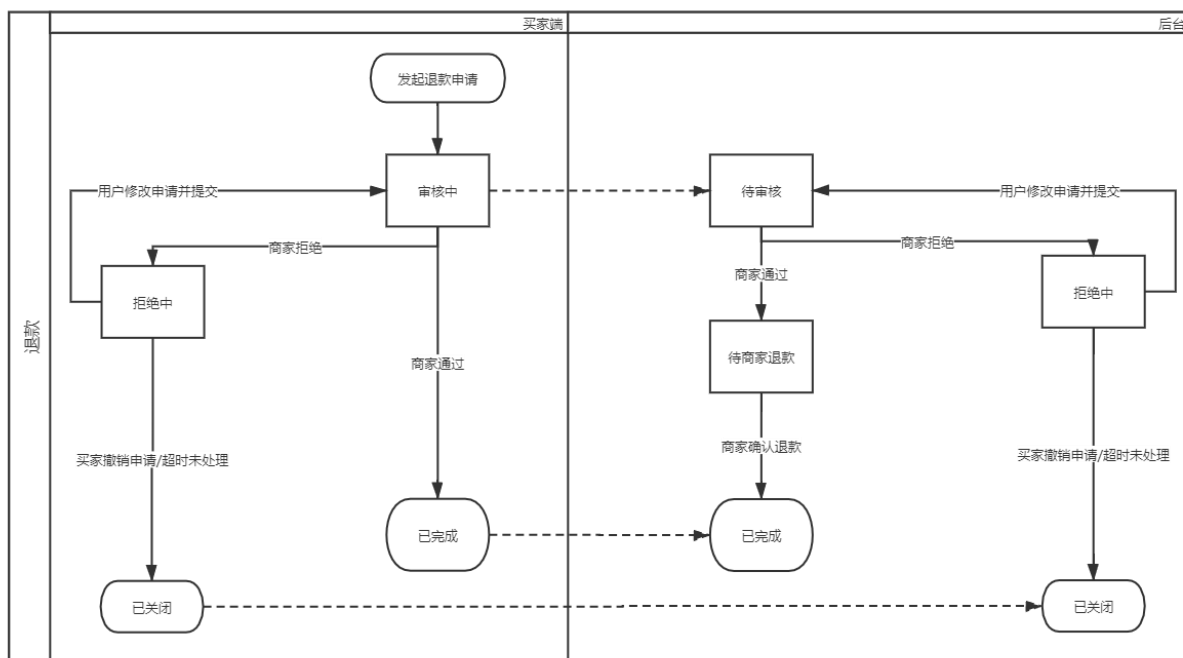 买家端
后台
退款
发起退款申请
用户修改申请并提交
审核中
待审核
用户修改申请并提交
商家拒绝
商家拒绝
商家通过
拒绝中
拒绝中
商家通过
待商家退款
商家确认退款
买家撤销申请/超时未处理
买家撤销申请/超时未处理
已完成
已完成
已关闭
已关闭